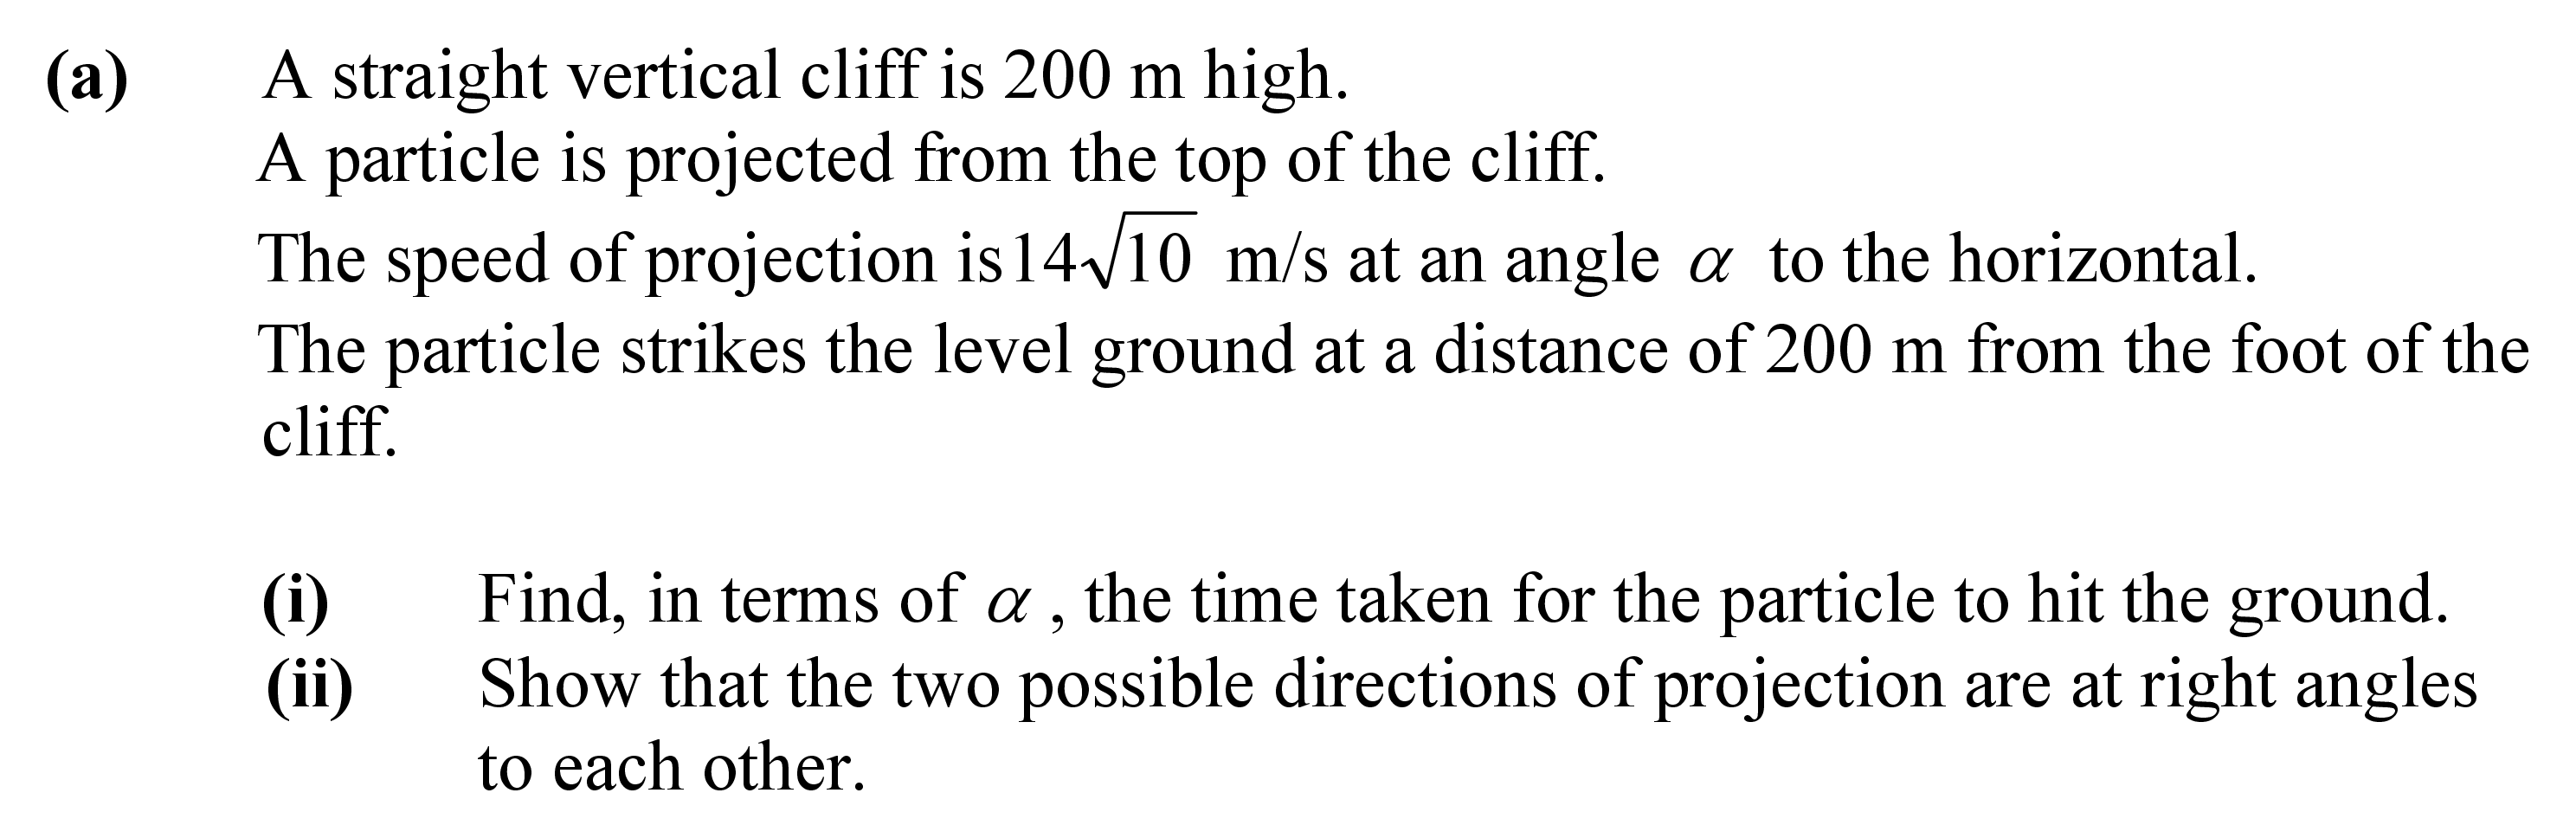 (a) A straight vertical cliff is 200 m high.
A particle is projected from the top of the cliff.
The speed of projection is 14√10 m/s at an angle α to the horizontal.
The particle strikes the level ground at a distance of 200 m from the foot of the
cliff.
(i) Find, in terms of α , the time taken for the particle to hit the ground.
(ii) Show that the two possible directions of projection are at right angles
to each other.